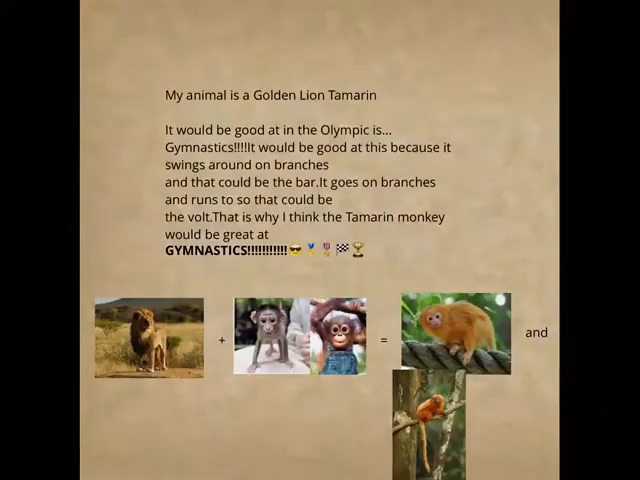 My animal is a Golden Lion Tamarin
It would be good at in the Olympic is...
Gymnastics!!!!It would be good at this because it
swings around on branches
and that could be the bar.It goes on branches
and runs to so that could be
the volt.That is why I think the Tamarin monkey
would be great at
GYMNASTICS!!!!!!!!!!!😎🏅🎖🏁🏆
+ = and